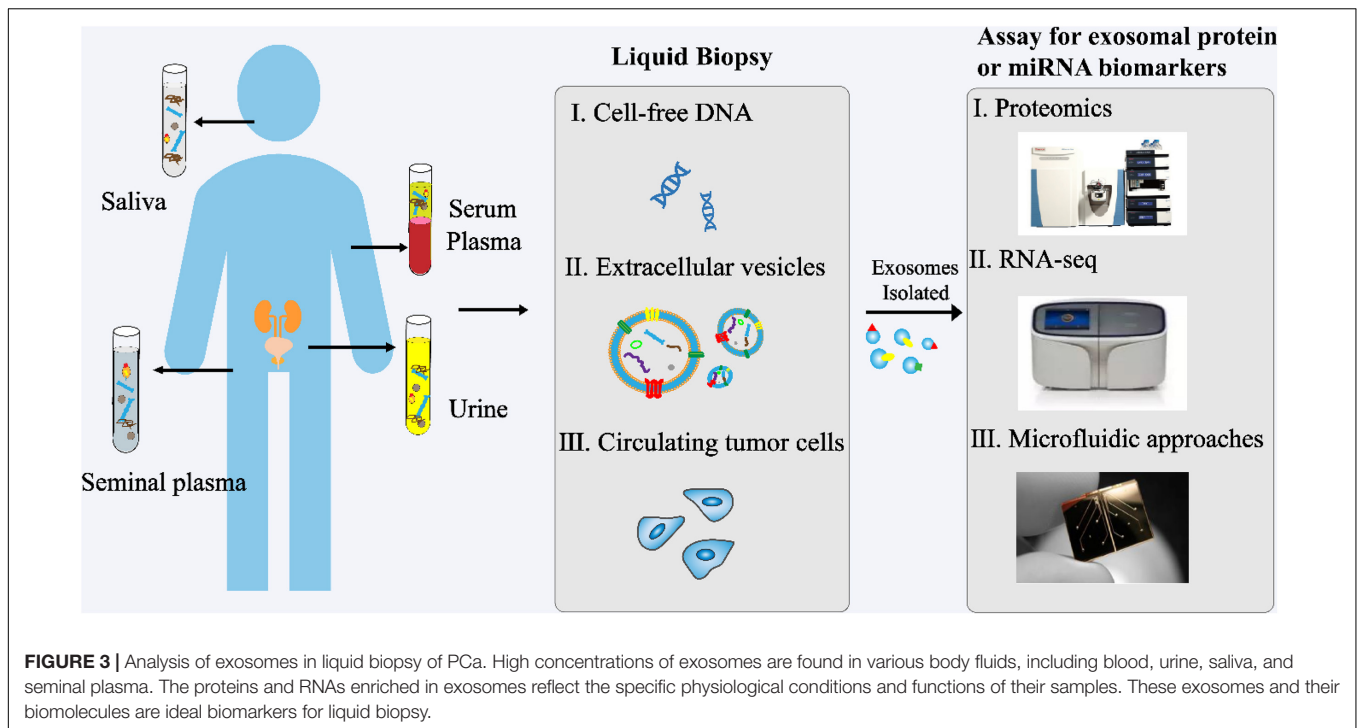 Saliva
Serum
Plasma
Seminal plasma
Urine
Liquid Biopsy
I. Cell-free DNA
II. Extracellular vesicles
III. Circulating tumor cells
Exosomes
Isolated
Assay for exosomal protein
or miRNA biomarkers
I. Proteomics
II. RNA-seq
III. Microfluidic approaches
FIGURE 3 | Analysis of exosomes in liquid biopsy of PCa. High concentrations of exosomes are found in various body fluids, including blood, urine, saliva, and
seminal plasma. The proteins and RNAs enriched in exosomes reflect the specific physiological conditions and functions of their samples. These exosomes and their
biomolecules are ideal biomarkers for liquid biopsy.